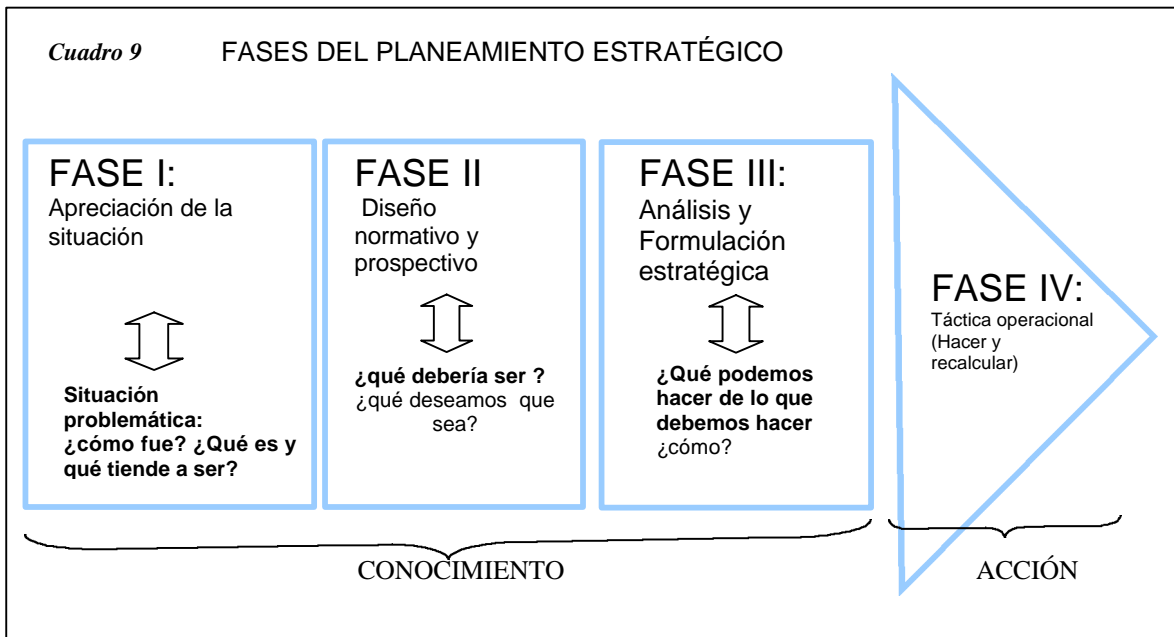 Cuadro 9 FASES DEL PLANEAMIENTO ESTRATÉGICO
FASE I:
Apreciación de la
situación
Situación
problemática:
¿cómo fue? ¿Qué es y
qué tiende a ser?
FASE II
Diseño
normativo y
prospectivo
¿qué debería ser ?
¿qué deseamos que
sea?
FASE III:
Análisis y
Formulación
estratégica
¿Qué podemos
hacer de lo que
debemos hacer
¿cómo?
FASE IV:
Táctica operacional
(Hacer y
recalcular)
CONOCIMIENTO
ACCIÓN